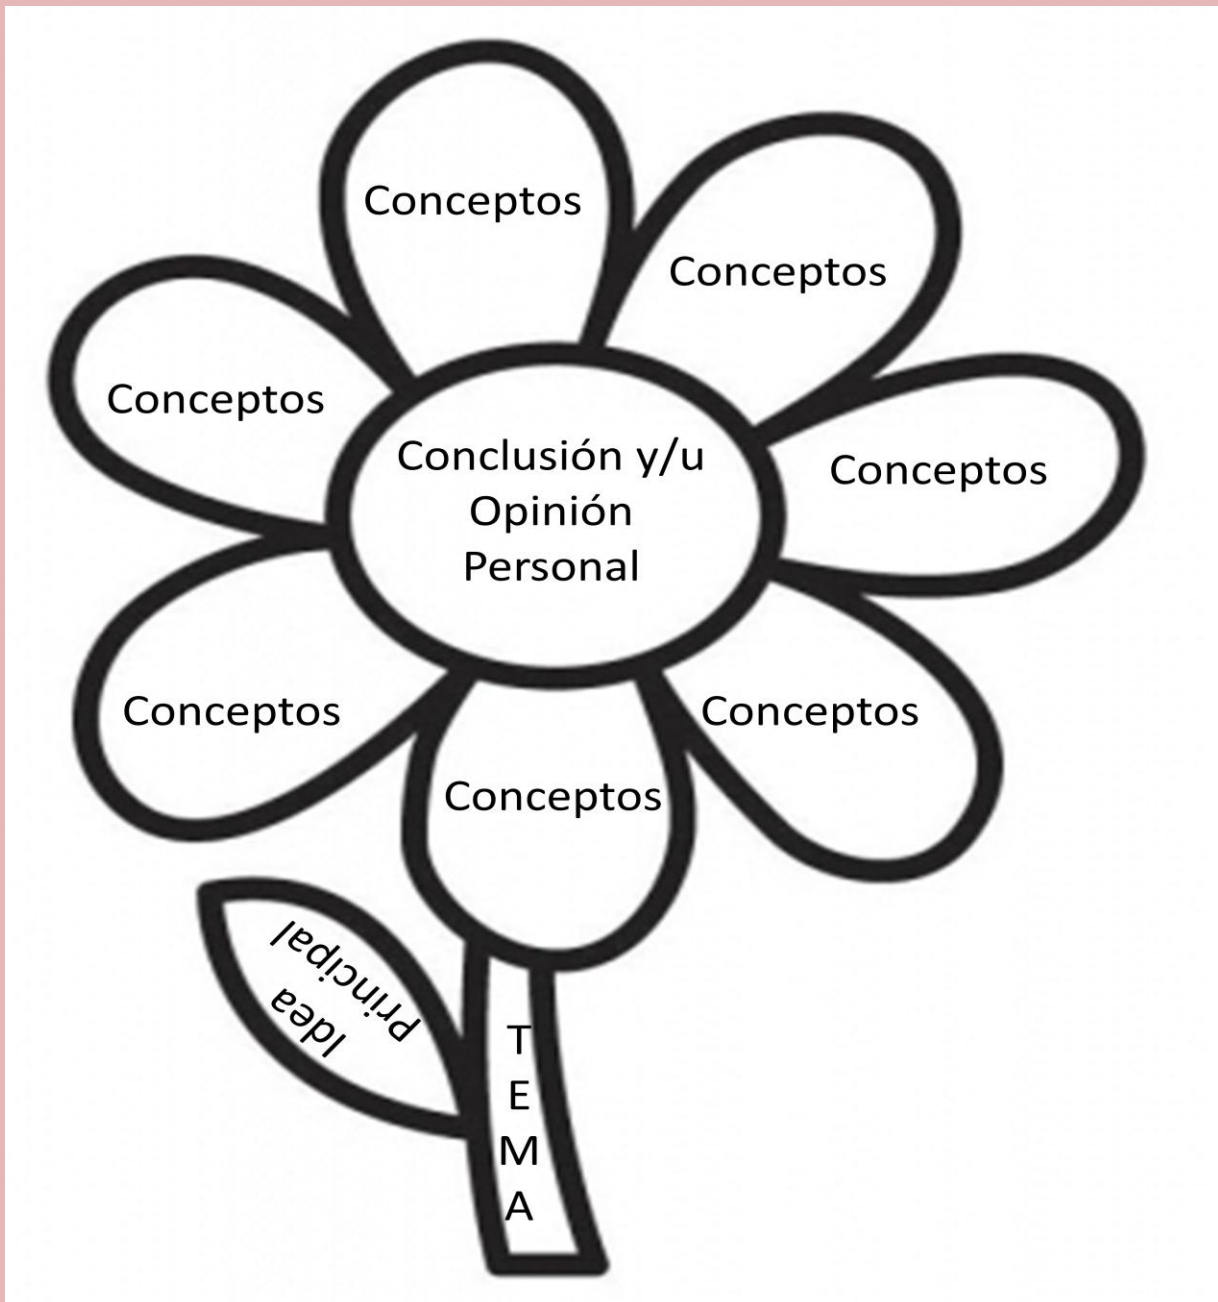 Conceptos
Conceptos
Conceptos
Conceptos
Conclusión y/u
Opinión
Personal
Conceptos
Conceptos
Conceptos
Idea
principal
T
E
M
A